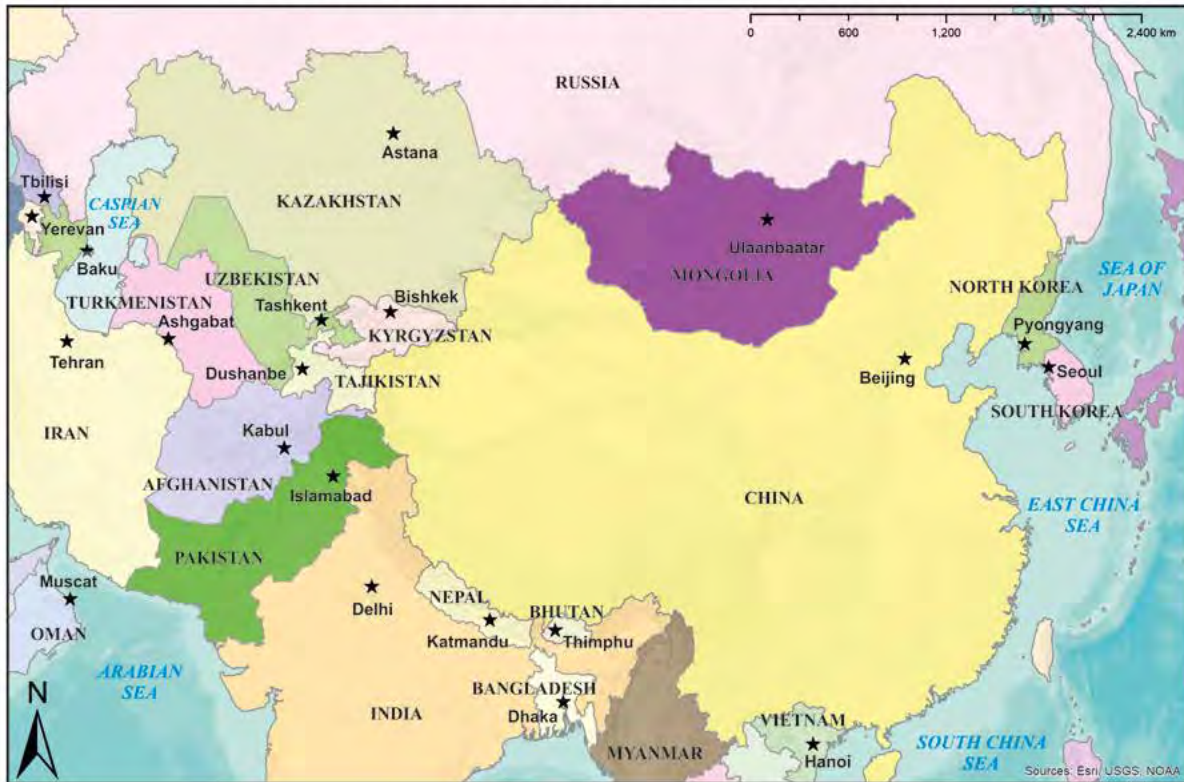 0 600 1,200 2,400 km
RUSSIA
Astana
Tbilisi
CASPIAN
SEA
KAZAKHSTAN
Yerevan
Ulaanbaatar
Baku
UZBEKISTAN
MONGOLIA
SEA OF
JAPAN
TURKMENISTAN
Tashkent
Bishkek
NORTH KOREA
Ashgabat
KYRGYZSTAN
Pyongyang
Tehran
Dushanbe
TAJIKISTAN
Beijing
Seoul
SOUTH KOREA
IRAN
Kabul
AFGHANISTAN
Islamabad
CHINA
EAST CHINA
SEA
PAKISTAN
Muscat
Delhi
NEPAL
BHUTAN
OMAN
Katmandu
Thimphu
ARABIAN
SEA
N
BANGLADESH
INDIA
Dhaka
VIETNAM
MYANMAR
Hanoi
SOUTH CHINA
SEA
Sources: Esri, USGS, NOAA